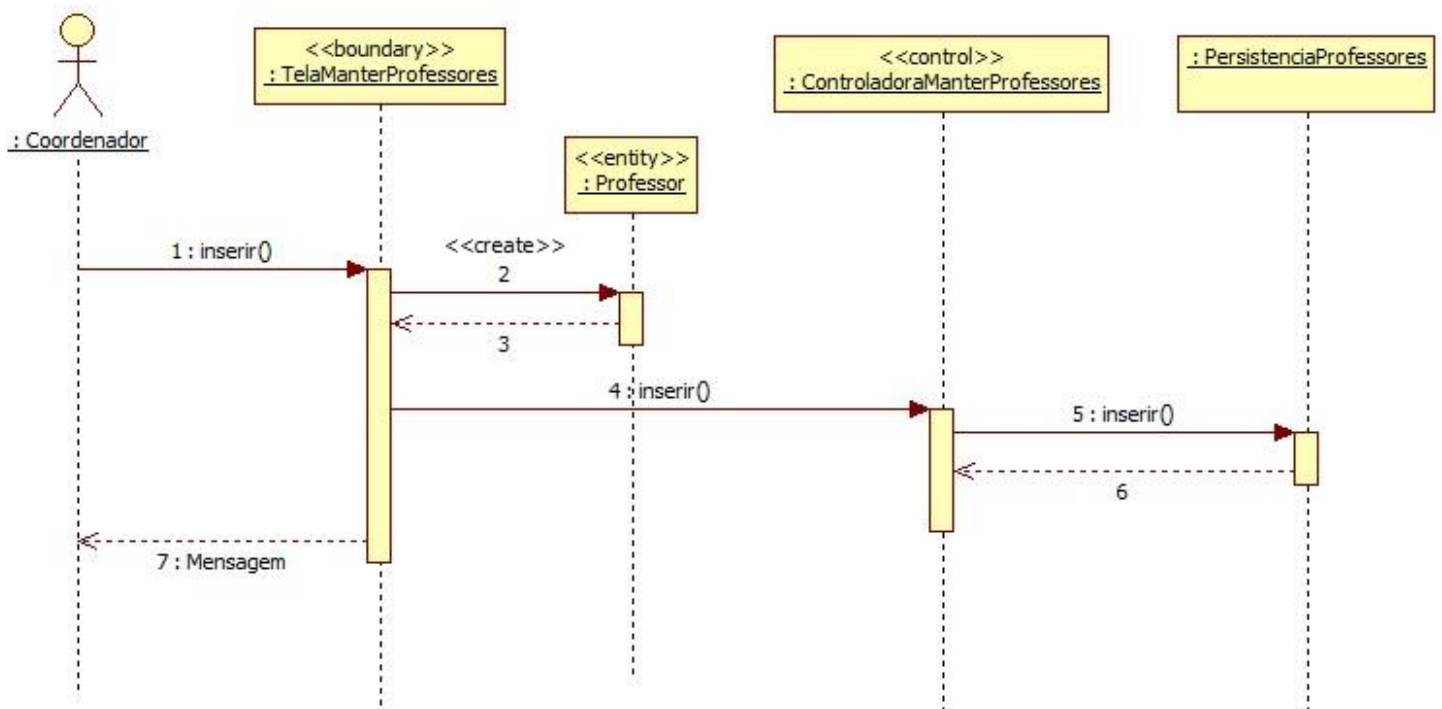 <<boundary>>
: TelaManterProfessores
<<control>>
: ControladoraManterProfessores
: PersistenciaProfessores
: Coordenador
<<entity>>
: Professor
1 : inserir()
<<create>>
2
3
4 : inserir()
5 : inserir()
6
7 : Mensagem